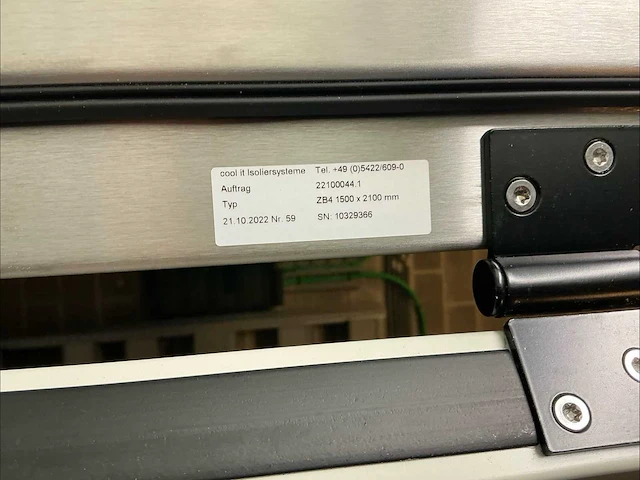 cool it Isoliersysteme Tel. +49 (0)5422/609-0
Auftrag 22100044.1
Typ ZB4 1500 x 2100 mm
21.10.2022 Nr. 59 SN: 10329366